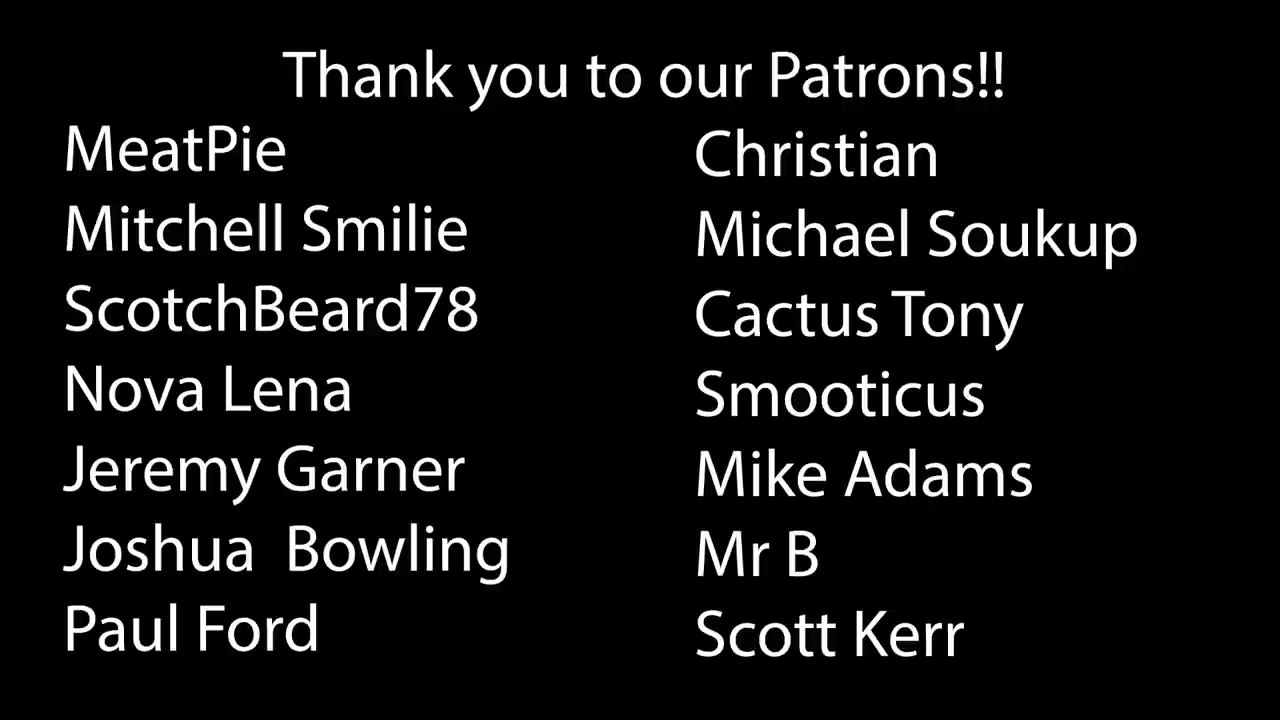 Thank you to our Patrons!!
MeatPie
Mitchell Smilie
ScotchBeard78
Nova Lena
Jeremy Garner
Joshua  Bowling
Paul Ford
Christian
Michael Soukup
Cactus Tony
Smooticus
Mike Adams
Mr B
Scott Kerr